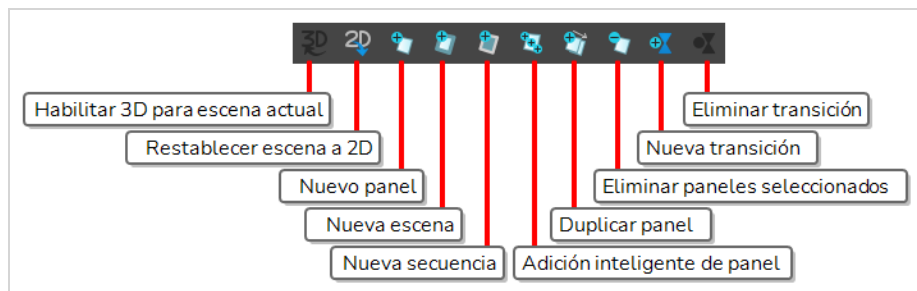 3D 2D
Habilitar 3D para escena actual
Eliminar transición
Restablecer escena a 2D
Nueva transición
Nuevo panel
Eliminar paneles seleccionados
Nueva escena
Duplicar panel
Nueva secuencia
Adición inteligente de panel